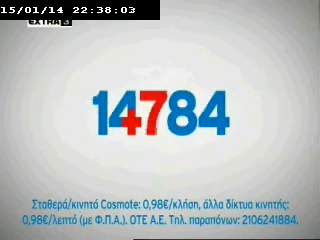 15/01/14 22:38:03
EXTRA3
14784
Σταθερά/κινητό Cosmote: 0,98€/κλήση, άλλα δίκτυα κινητής:
0,98€/λεπτό (με Φ.Π.Α.). ΟΤΕ Α.Ε. Τηλ. παραπόνων: 2106241884.